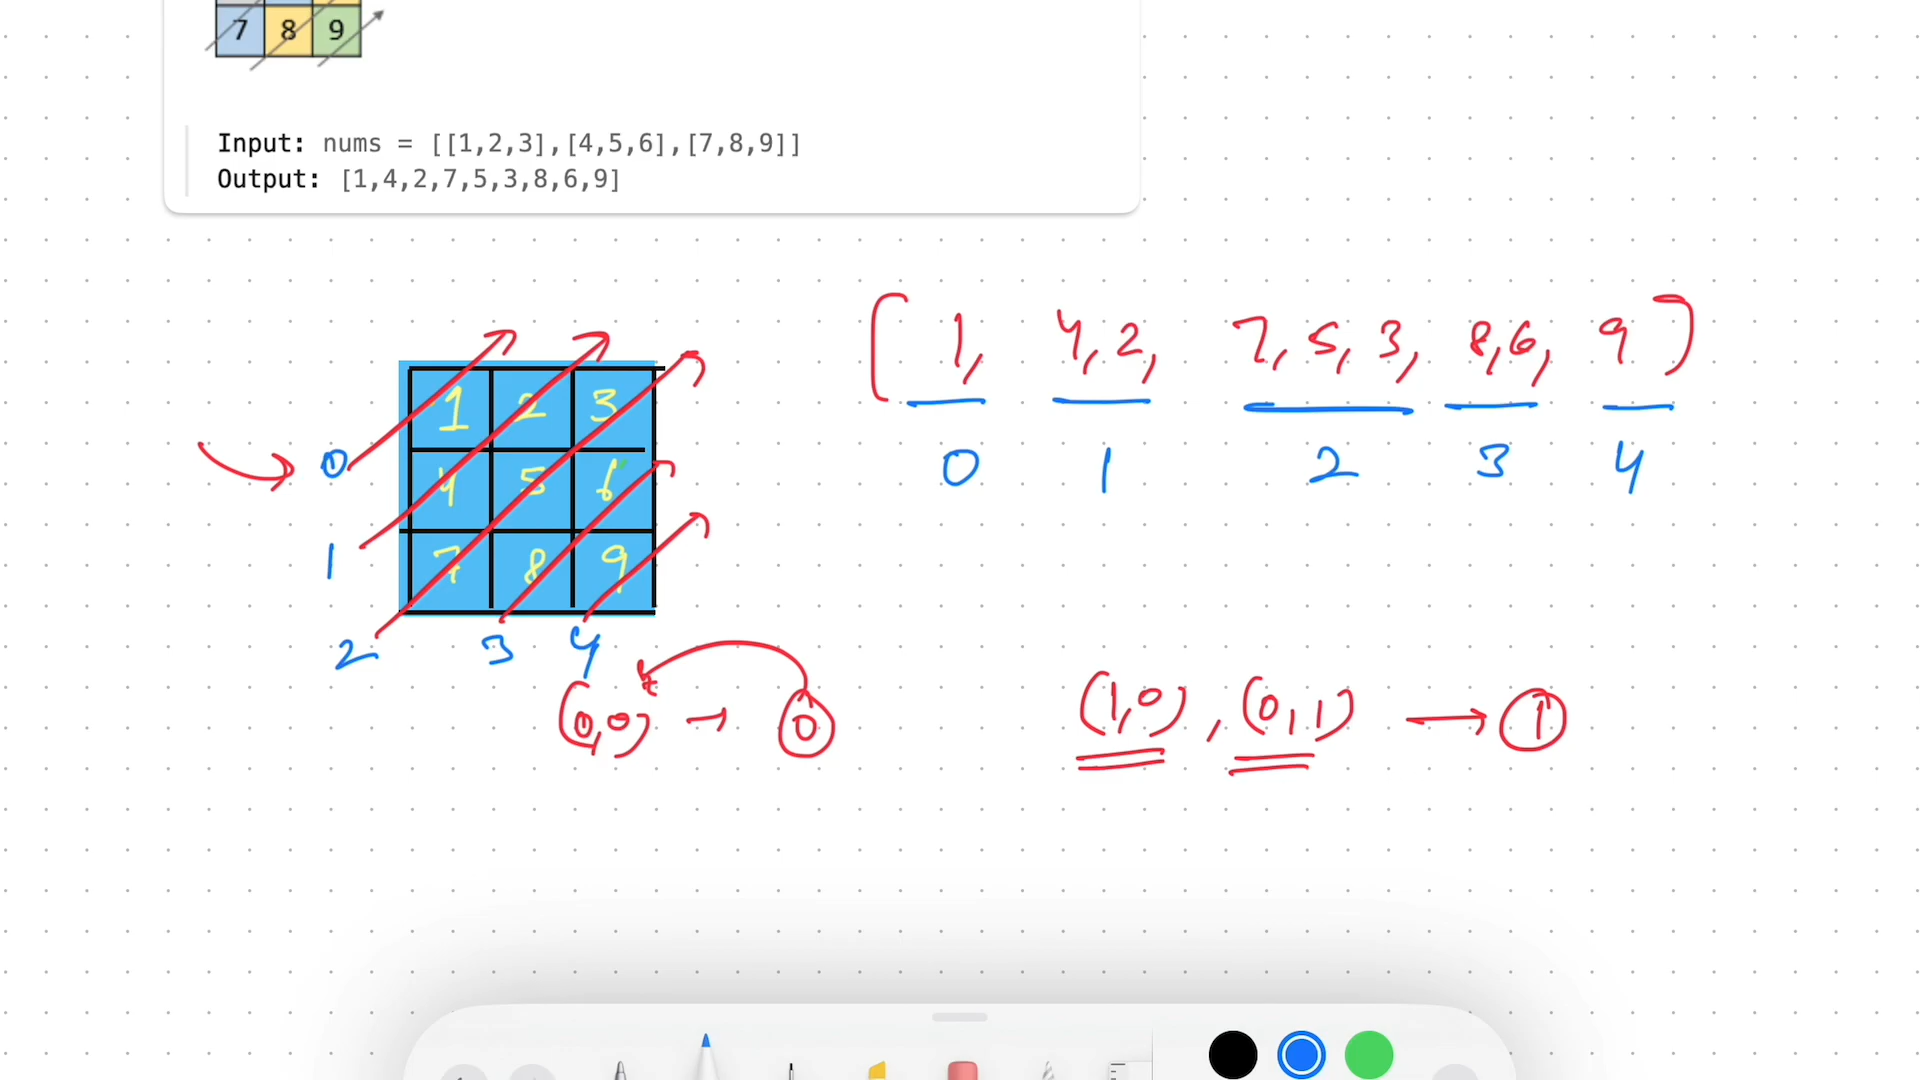 7 8 9
Input: nums = [[1,2,3],[4,5,6],[7,8,9]]
Output: [1,4,2,7,5,3,8,6,9]
[ 1, 4,2, 7, 5, 3, 8,6, 9 ]
0 1 2 3 4
1 2 3
0 4 5 6
1 7 8 9
2 3 4
(0,0) → 0
(1,0) , (0,1) → 1